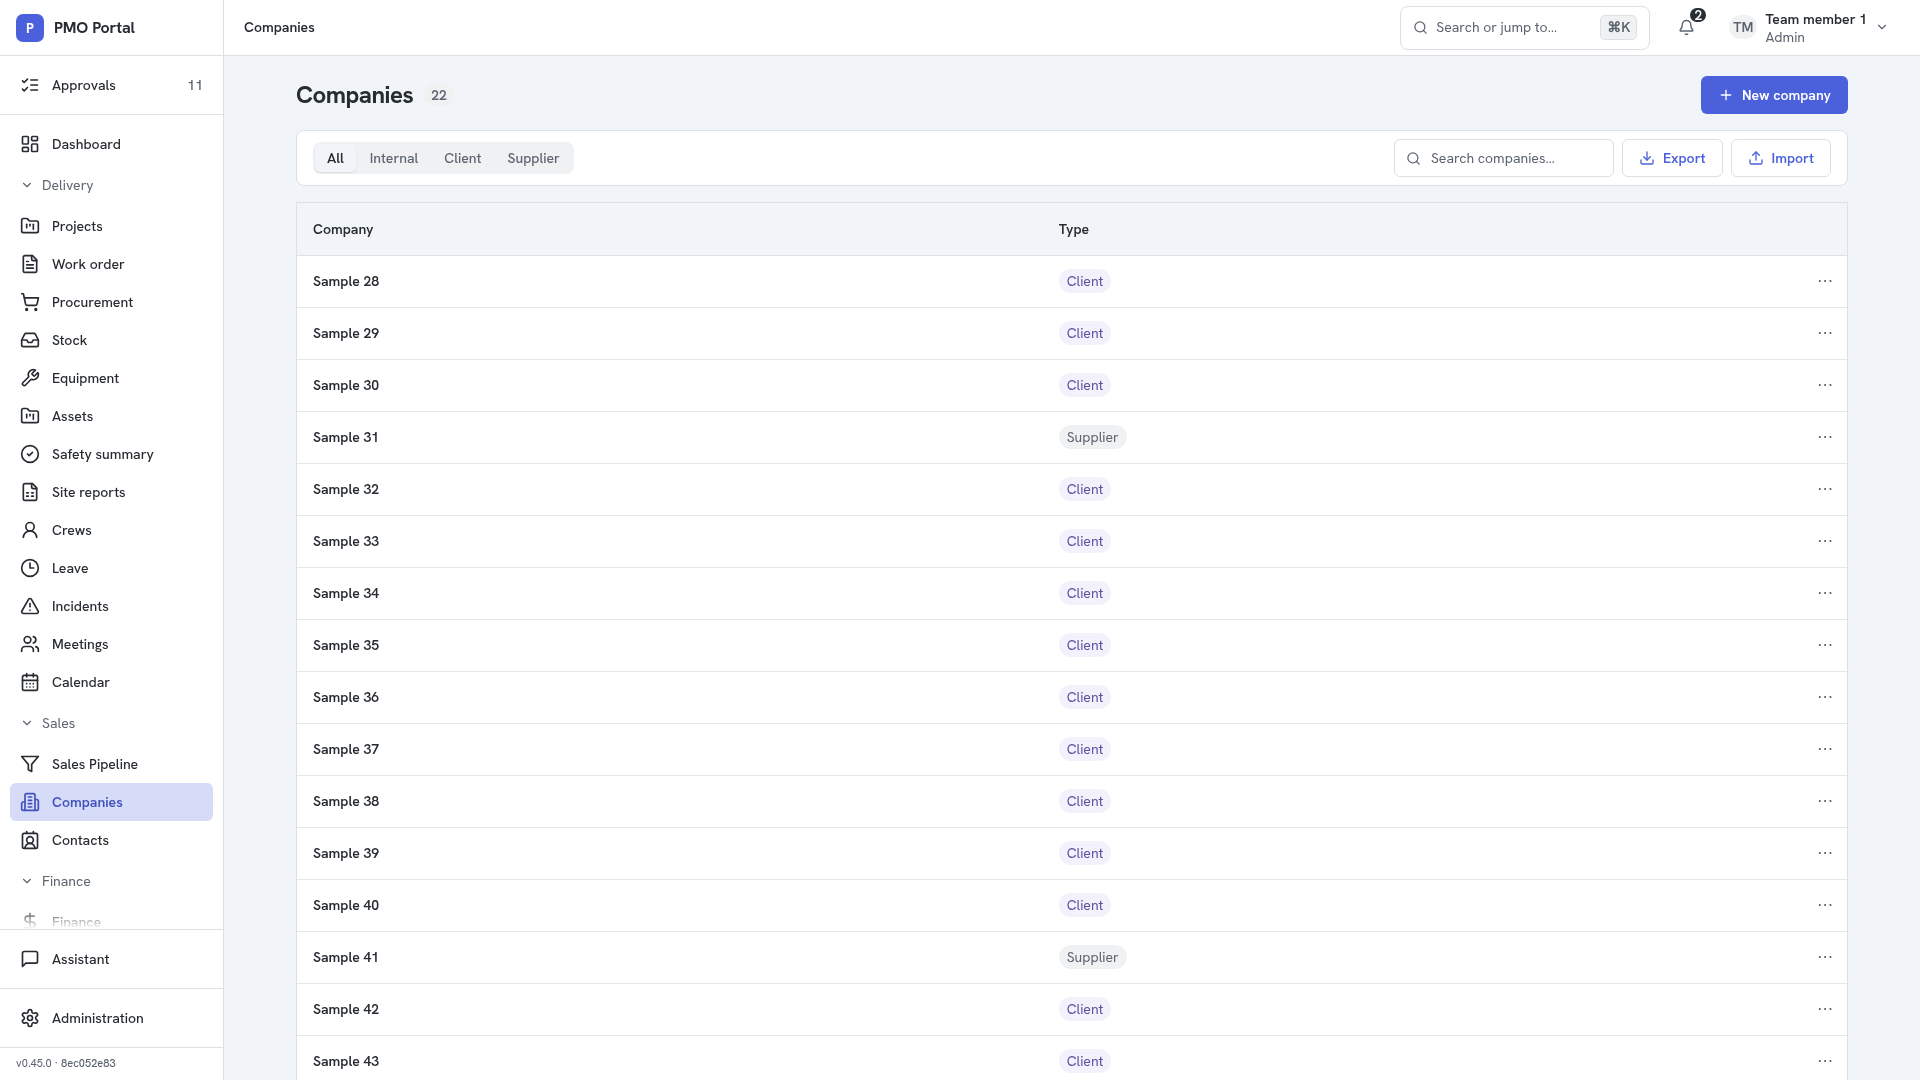 P PMO Portal
Companies
Search or jump to... ⌘K
2
TM
Team member 1
Admin
Approvals 11
Dashboard
Delivery
Projects
Work order
Procurement
Stock
Equipment
Assets
Safety summary
Site reports
Crews
Leave
Incidents
Meetings
Calendar
Sales
Sales Pipeline
Companies
Contacts
Finance
Finance
Assistant
Administration
v0.45.0 · 8ec052e83
Companies 22
New company
All Internal Client Supplier
Search companies...
Export
Import
Company Type
Sample 28 Client
Sample 29 Client
Sample 30 Client
Sample 31 Supplier
Sample 32 Client
Sample 33 Client
Sample 34 Client
Sample 35 Client
Sample 36 Client
Sample 37 Client
Sample 38 Client
Sample 39 Client
Sample 40 Client
Sample 41 Supplier
Sample 42 Client
Sample 43 Client